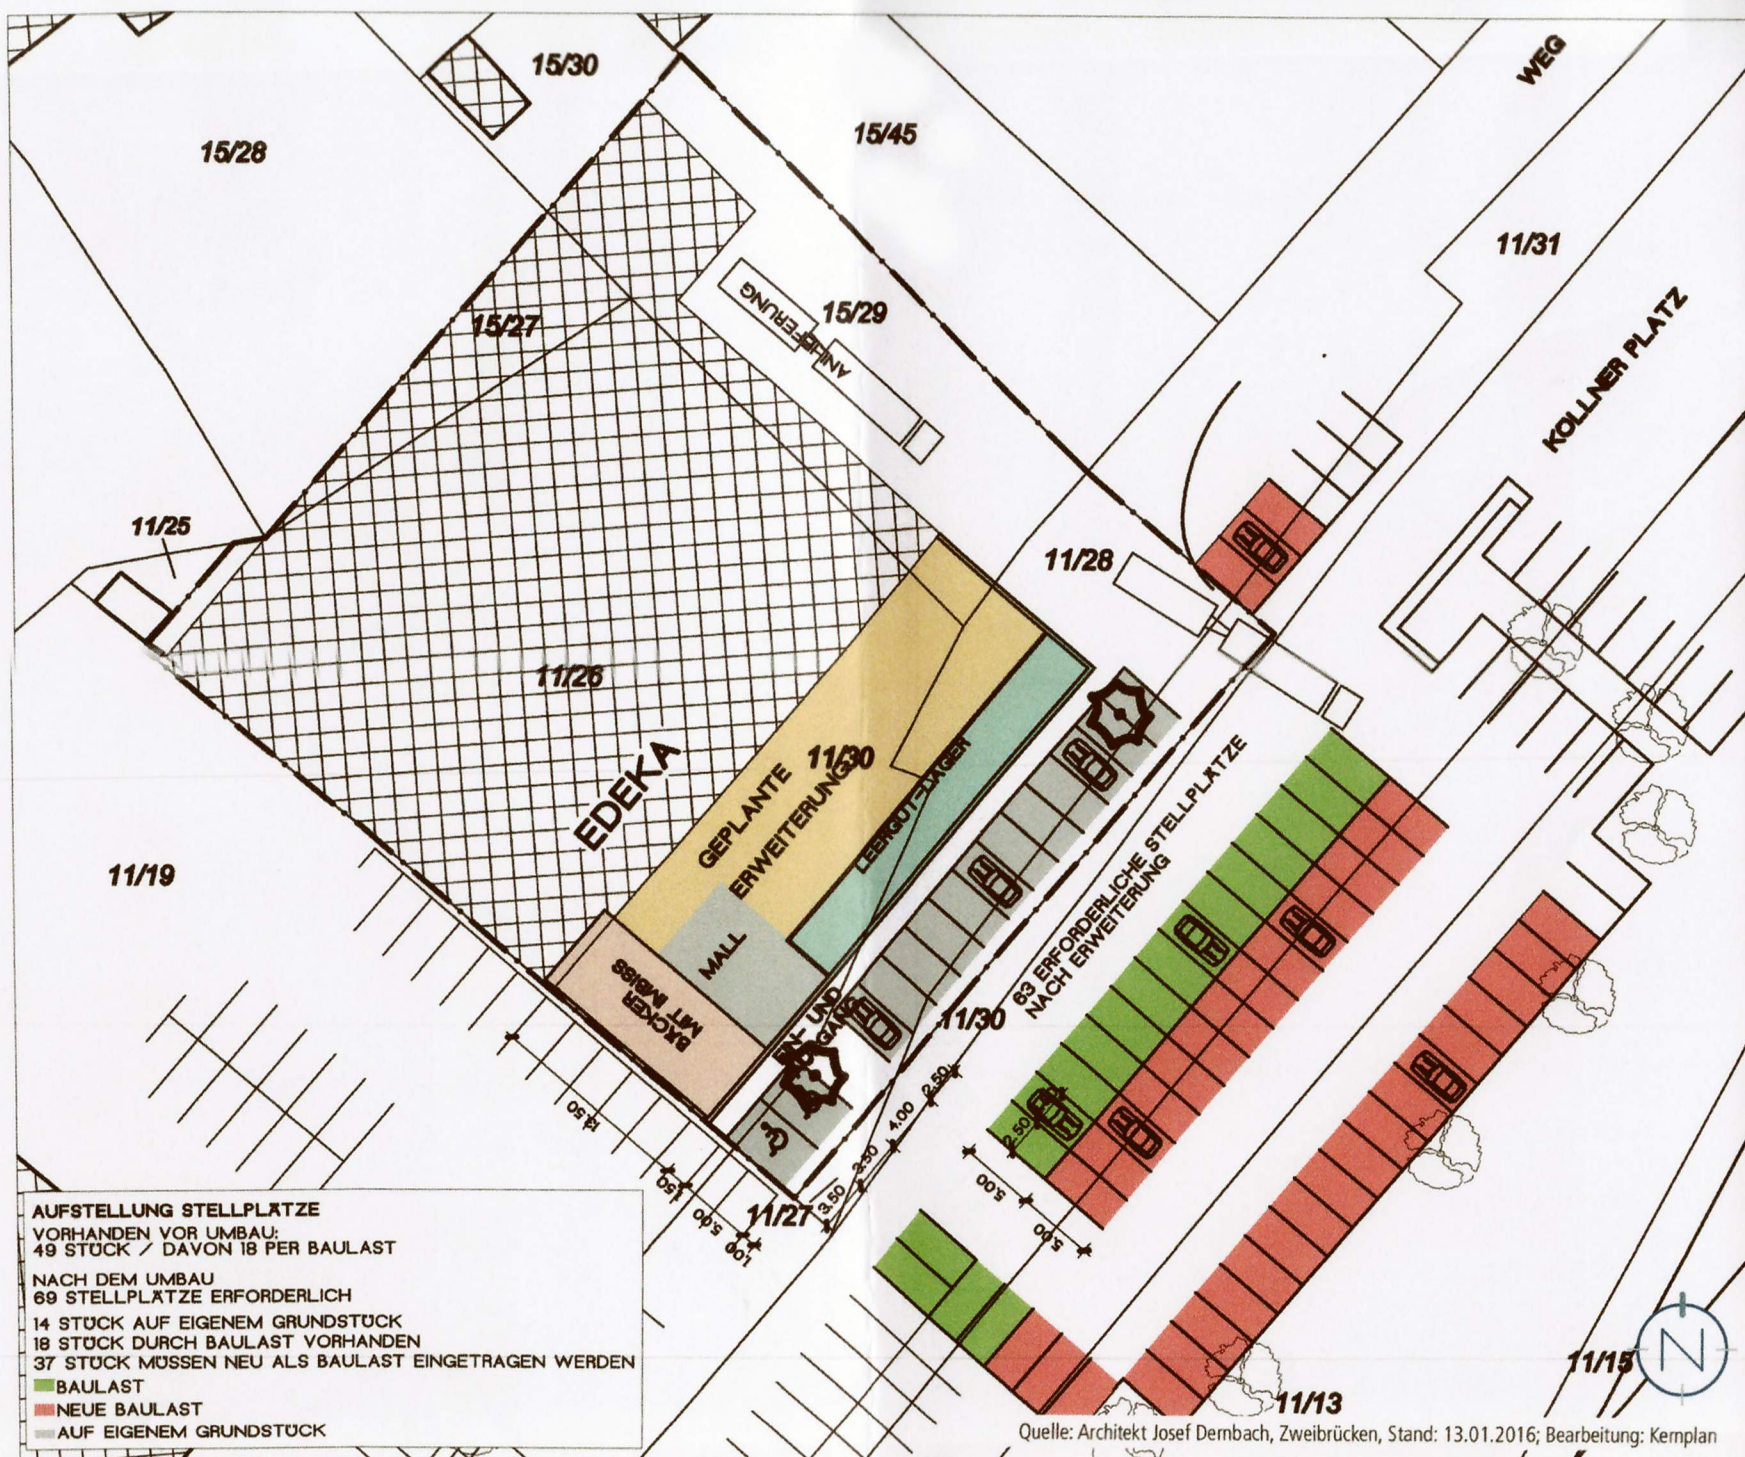 15/30
WEG
15/28
15/45
11/31
15/29
15/27
ANLIEFERUNG
KOLLNER PLATZ
11/25
11/28
11/26
EDEKA
11/30
GEPLANTE
ERWEITERUNG
LEERGUT-LAGER
MALL
BÄCKER
MIT IMBISS
EIN- UND
63 ERFORDERLICHE STELLPLÄTZE
NACH ERWEITERUNG
11/19
11/30
2.50
4.00
3.50
3.50
13.50
1.50
5.00
1.00
2.50
5.00
5.00
11/27
AUFSTELLUNG STELLPLÄTZE
VORHANDEN VOR UMBAU:
49 STÜCK / DAVON 18 PER BAULAST
NACH DEM UMBAU
69 STELLPLÄTZE ERFORDERLICH
14 STÜCK AUF EIGENEM GRUNDSTÜCK
18 STÜCK DURCH BAULAST VORHANDEN
37 STÜCK MÜSSEN NEU ALS BAULAST EINGETRAGEN WERDEN
BAULAST
NEUE BAULAST
AUF EIGENEM GRUNDSTÜCK
11/15
N
11/13
Quelle: Architekt Josef Dernbach, Zweibrücken, Stand: 13.01.2016; Bearbeitung: Kernplan